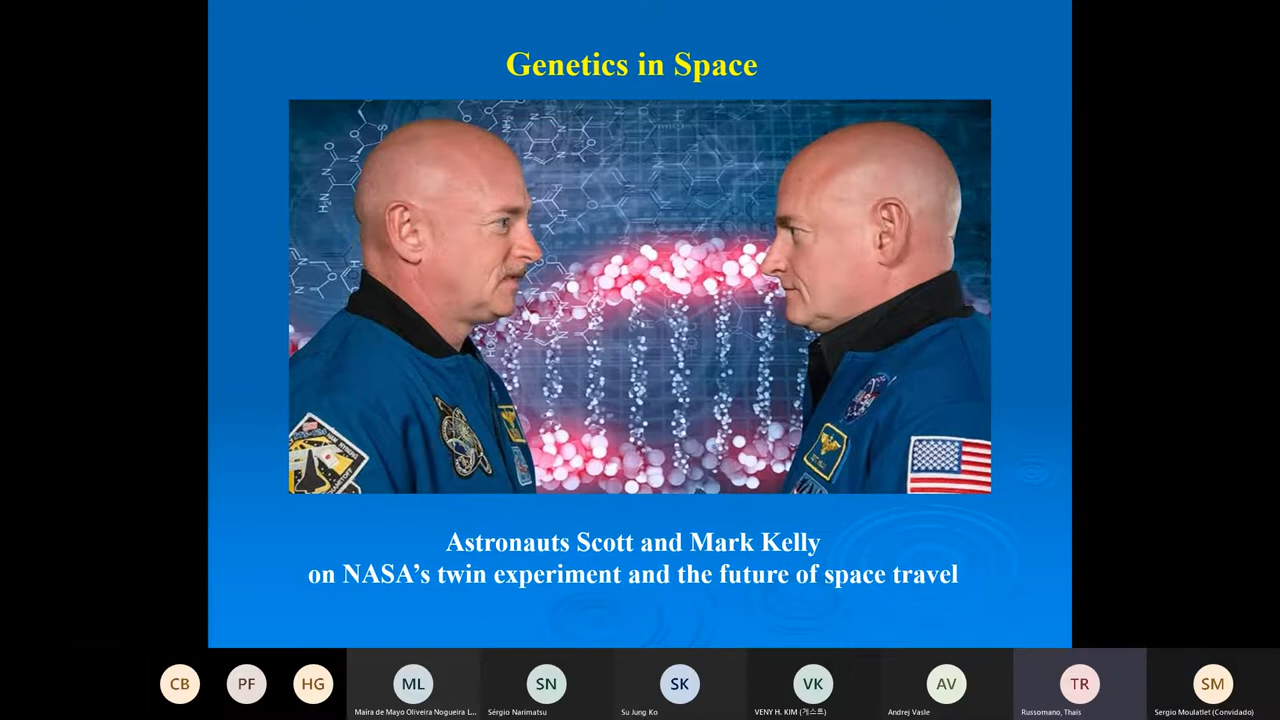 Genetics in Space
Astronauts Scott and Mark Kelly
on NASA's twin experiment and the future of space travel
CB
PF
HG
ML
SN
SK
VK
AV
TR
SM
Maira de Mayo Oliveira Nogueira L...
Sérgio Narimatsu
Su Jung Ko
VENY H. KIM (게스트)
Andrej Vasle
Russomano, Thais
Sergio Moulatlet (Convidado)